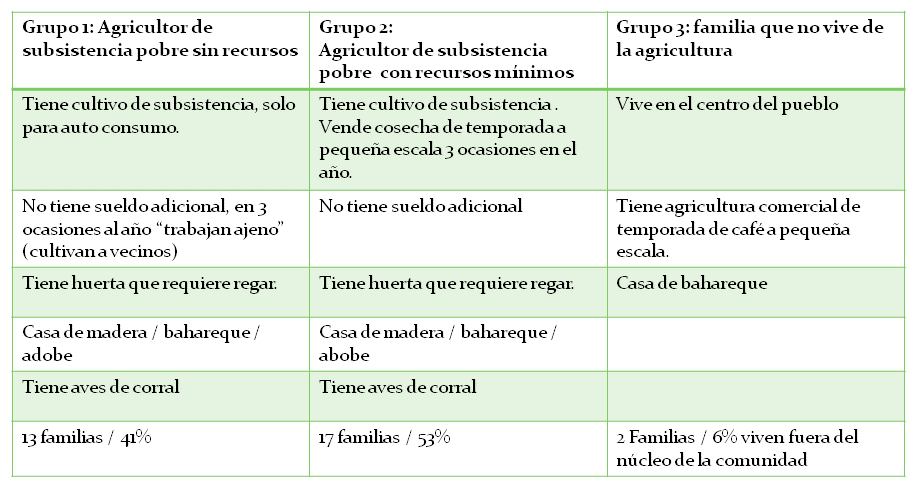 Grupo 1: Agricultor de
subsistencia pobre sin recursos
Grupo 2:
Agricultor de subsistencia
pobre con recursos mínimos
Grupo 3: familia que no vive de
la agricultura
Tiene cultivo de subsistencia, solo
para auto consumo.
Tiene cultivo de subsistencia .
Vende cosecha de temporada a
pequeña escala 3 ocasiones en el
año.
Vive en el centro del pueblo
No tiene sueldo adicional, en 3
ocasiones al año “trabajan ajeno”
(cultivan a vecinos)
No tiene sueldo adicional
Tiene agricultura comercial de
temporada de café a pequeña
escala.
Tiene huerta que requiere regar.
Tiene huerta que requiere regar.
Casa de bahareque
Casa de madera / bahareque /
adobe
Casa de madera / bahareque /
abobe
Tiene aves de corral
Tiene aves de corral
13 familias / 41%
17 familias / 53%
2 Familias / 6% viven fuera del
núcleo de la comunidad